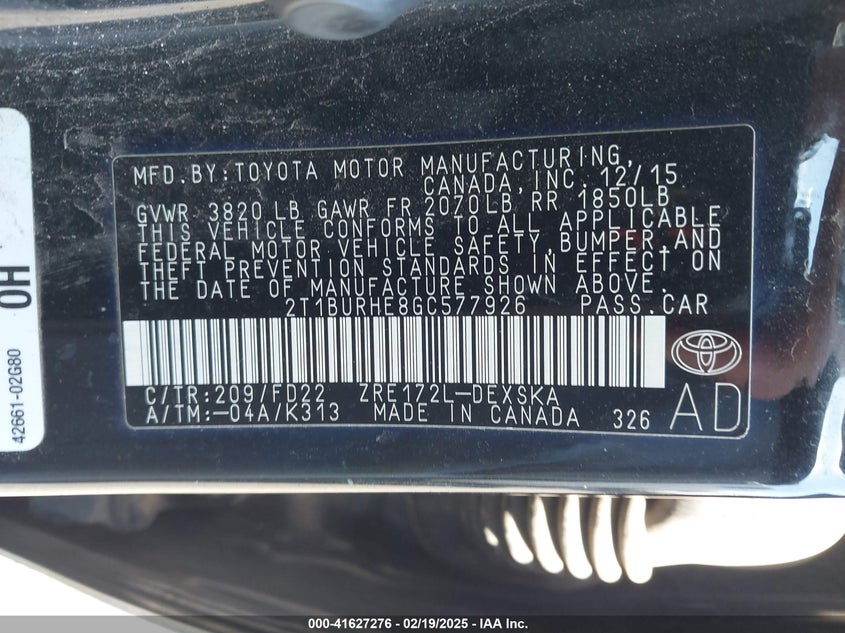 MFD.BY:TOYOTA MOTOR MANUFACTURING,
CANADA,INC. 12/15
GVWR 3820 LB GAWR FR 2070LB RR 1850LB
THIS VEHICLE CONFORMS TO ALL APPLICABLE
FEDERAL MOTOR VEHICLE SAFETY,BUMPER,AND
THEFT PREVENTION STANDARDS IN EFFECT ON
THE DATE OF MANUFACTURE SHOWN ABOVE.
2T1BURHE8GC577926 PASS.CAR
C/TR:209/FD22 ZRE172L-DEXSKA
A/TM:-04A/K313 MADE IN CANADA 326
AD
OH
42661-02G80
000-41627276 - 02/19/2025 - IAA Inc.